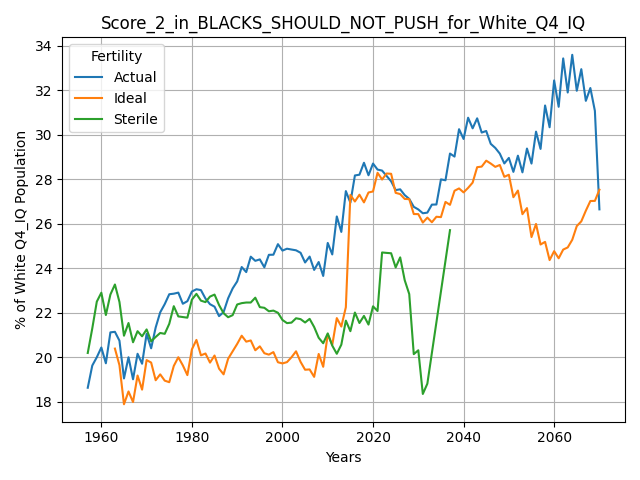 Score_2_in_BLACKS_SHOULD_NOT_PUSH_for_White_Q4_IQ
34
32
30
28
26
24
22
20
18
% of White Q4_IQ Population
Fertility
Actual
Ideal
Sterile
1960 1980 2000 2020 2040 2060
Years